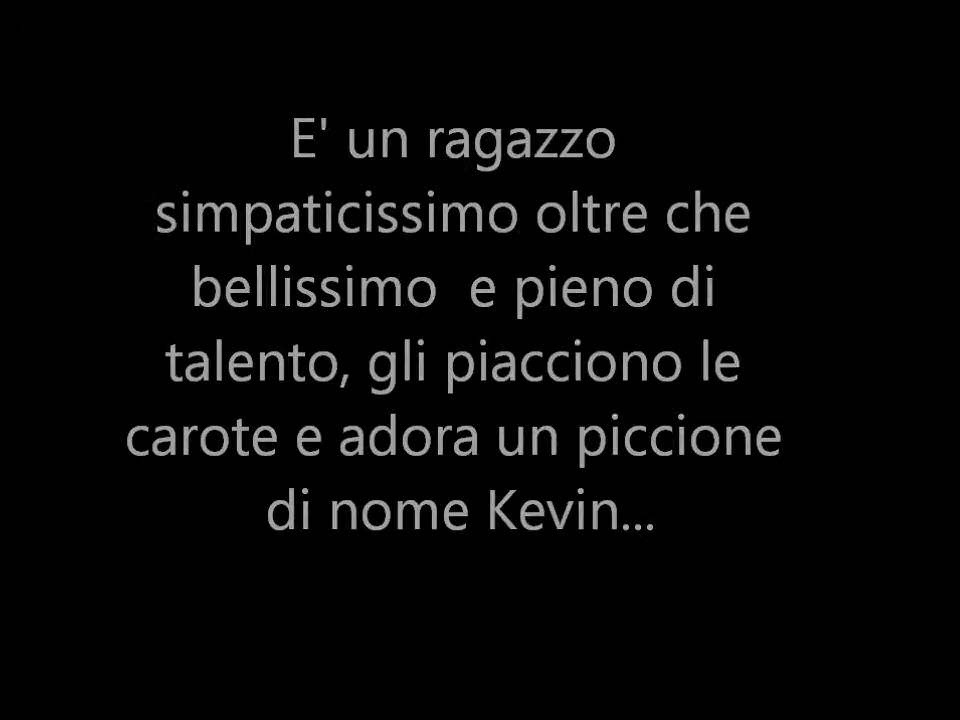 E' un ragazzo
simpaticissimo oltre che
bellissimo  e pieno di
talento, gli piacciono le
carote e adora un piccione
di nome Kevin...